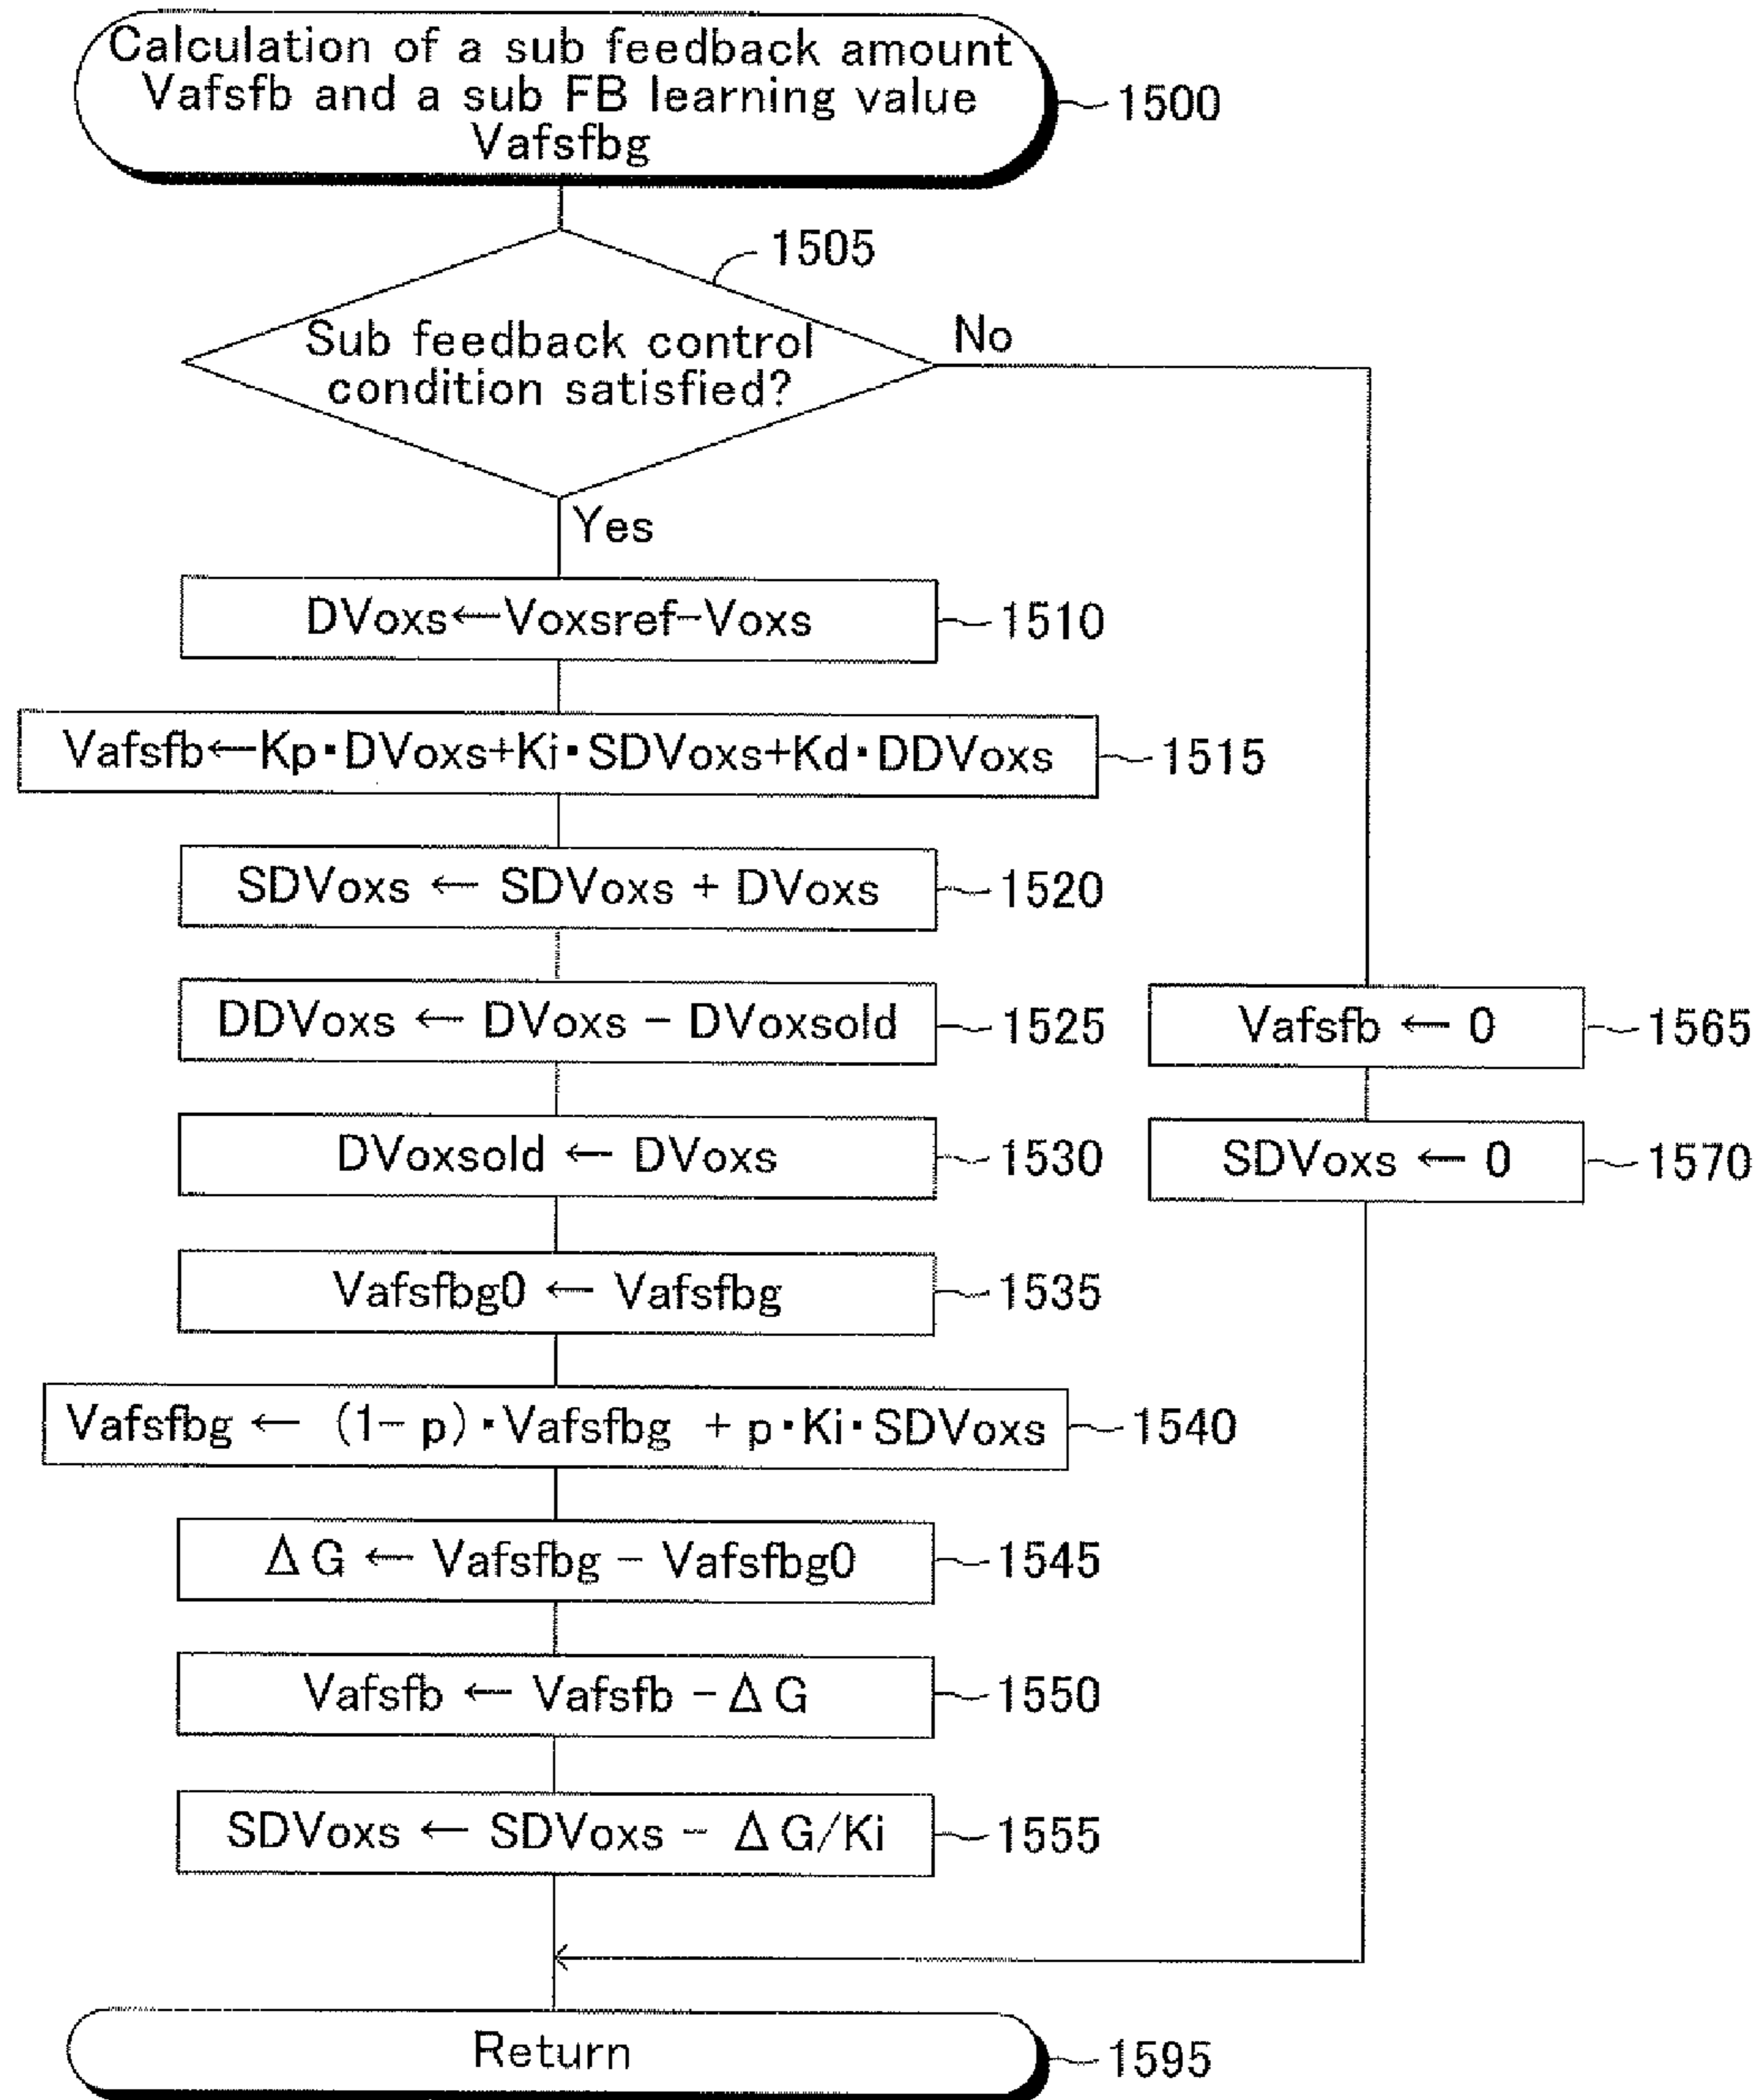 Calculation of a sub feedback amount
Vafsfb and a sub FB learning value
Vafsfbg
1500
1505
Sub feedback control
condition satisfied?
No
Yes
DVoxs←Voxsref-Voxs
1510
Vafsfb←Kp·DVoxs+Ki·SDVoxs+Kd·DDVoxs
1515
SDVoxs ← SDVoxs + DVoxs
1520
DDVoxs ← DVoxs - DVoxsold
1525
Vafsfb ← 0
1565
DVoxsold ← DVoxs
1530
SDVoxs ← 0
1570
Vafsfbg0 ← Vafsfbg
1535
Vafsfbg ← (1-p)·Vafsfbg + p·Ki·SDVoxs
1540
ΔG ← Vafsfbg - Vafsfbg0
1545
Vafsfb ← Vafsfb -ΔG
1550
SDVoxs ← SDVoxs - ΔG/Ki
1555
Return
1595